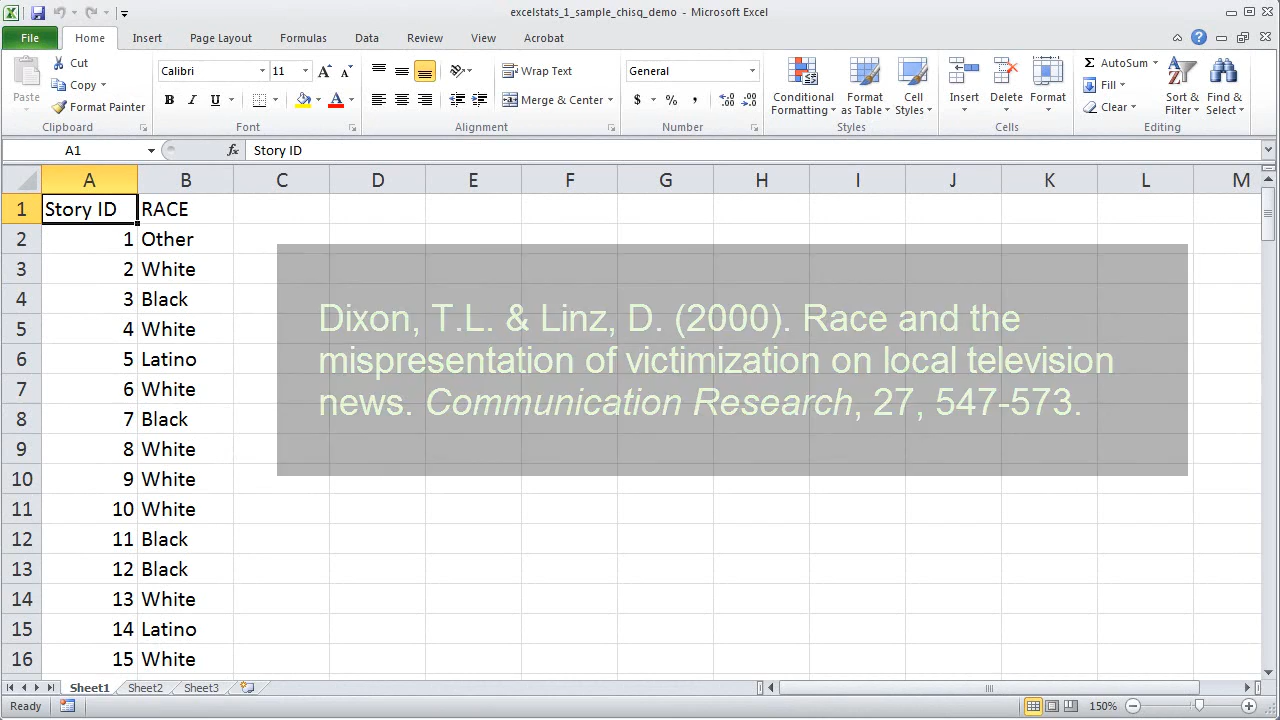 excelstats_1_sample_chisq_demo - Microsoft Excel
File Home Insert Page Layout Formulas Data Review View Acrobat
Paste
Cut
Copy
Format Painter
Clipboard
Calibri 11
B I U A
Font
Wrap Text
Merge & Center
Alignment
General
$ % ,
Number
Conditional Formatting
Format as Table
Cell Styles
Styles
Insert Delete Format
Cells
Σ AutoSum
Fill
Clear
Sort & Filter
Find & Select
Editing
A1 fx Story ID
A B C D E F G H I J K L M
1 Story ID RACE
2 1 Other
3 2 White
4 3 Black
5 4 White
6 5 Latino
7 6 White
8 7 Black
9 8 White
10 9 White
11 10 White
12 11 Black
13 12 Black
14 13 White
15 14 Latino
16 15 White
Dixon, T.L. & Linz, D. (2000). Race and the
mispresentation of victimization on local television
news. Communication Research, 27, 547-573.
Sheet1 Sheet2 Sheet3
Ready 150%